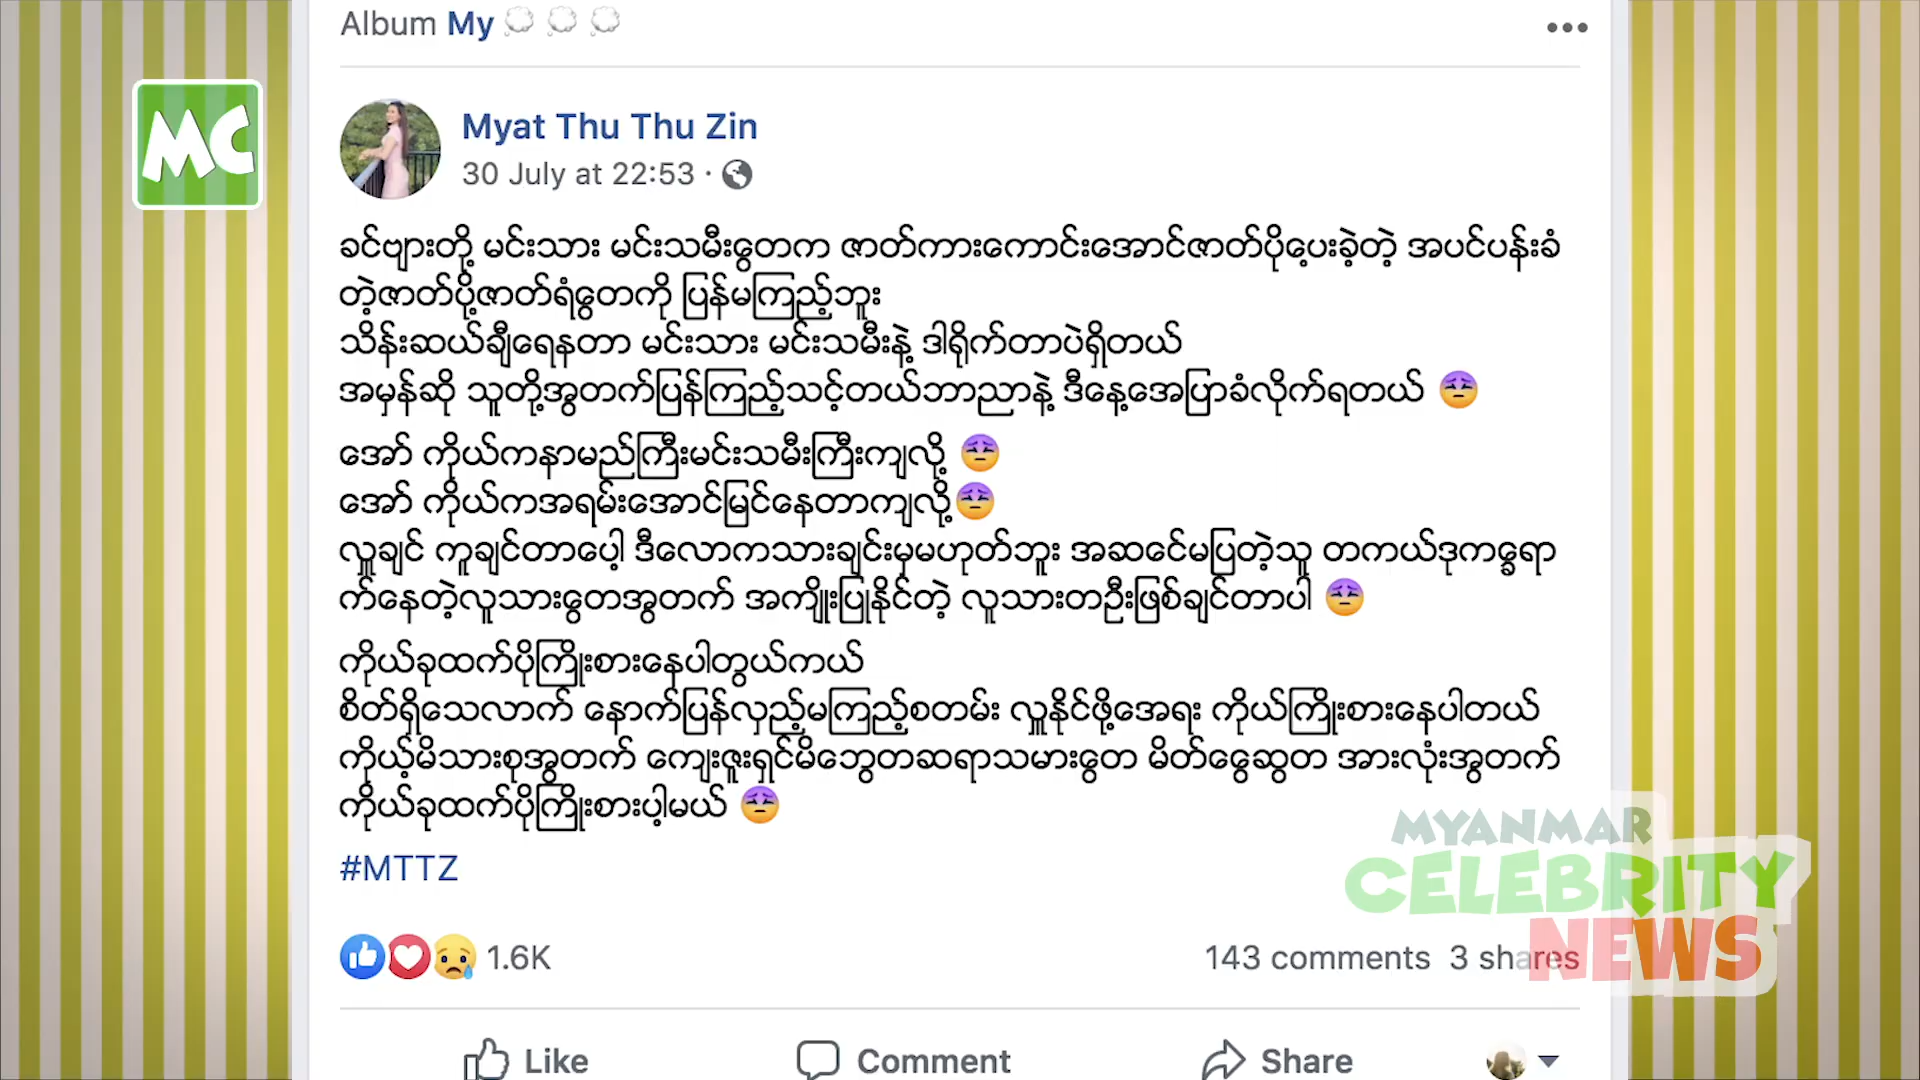 Album My
MC
Myat Thu Thu Zin
30 July at 22:53 ·
ခင်ဗျားတို့ မင်းသား မင်းသမီးတွေက ဇာတ်ကားကောင်းအောင်ဇာတ်ပို့ပေးခဲ့တဲ့ အပင်ပန်းခံ
တဲ့ဇာတ်ပို့ဇာတ်ရံတွေကို ပြန်မကြည့်ဘူး
သိန်းဆယ်ချီရေနတာ မင်းသား မင်းသမီးနဲ့ ဒါရိုက်တာပဲရှိတယ်
အမှန်ဆို သူတို့အတွက်ပြန်ကြည့်သင့်တယ်ဘာညာနဲ့ ဒီနေ့အပြောခံလိုက်ရတယ်
အော် ကိုယ်ကနာမည်ကြီးမင်းသမီးကြီးကျလို့
အော် ကိုယ်ကအရမ်းအောင်မြင်နေတာကျလို့
လှူချင် ကူချင်တာပေါ့ ဒီလောကသားချင်းမှမဟုတ်ဘူး အဆင်မပြေတဲ့သူ တကယ်ဒုက္ခရော
က်နေတဲ့လူသားတွေအတွက် အကျိုးပြုနိုင်တဲ့ လူသားတဦးဖြစ်ချင်တာပါ
ကိုယ်ခုထက်ပိုကြိုးစားနေပါတွယ်ကယ်
စိတ်ရှိသေလာက် နောက်ပြန်လှည့်မကြည့်စတမ်း လှူနိုင်ဖို့အရေး ကိုယ်ကြိုးစားနေပါတယ်
ကိုယ့်မိသားစုအတွက် ကျေးဇူးရှင်မိဘတွေဆရာသမားတွေ မိတ်ဆွေတွေ အားလုံးအတွက်
ကိုယ်ခုထက်ပိုကြိုးစားပါ့မယ်
#MTTZ
MYANMAR
CELEBRITY
NEWS
1.6K
143 comments 3 shares
Like Comment Share